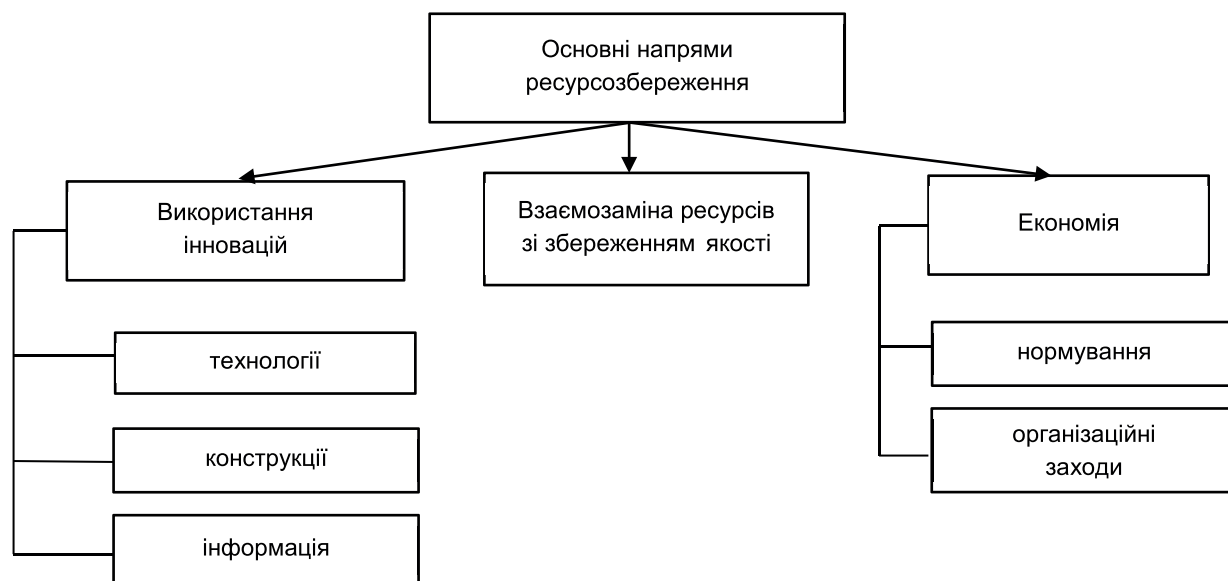 Основні напрями
ресурсозбереження
Використання
інновацій
Взаємозаміна ресурсів
зі збереженням якості
Економія
технології
конструкції
інформація
нормування
організаційні
заходи